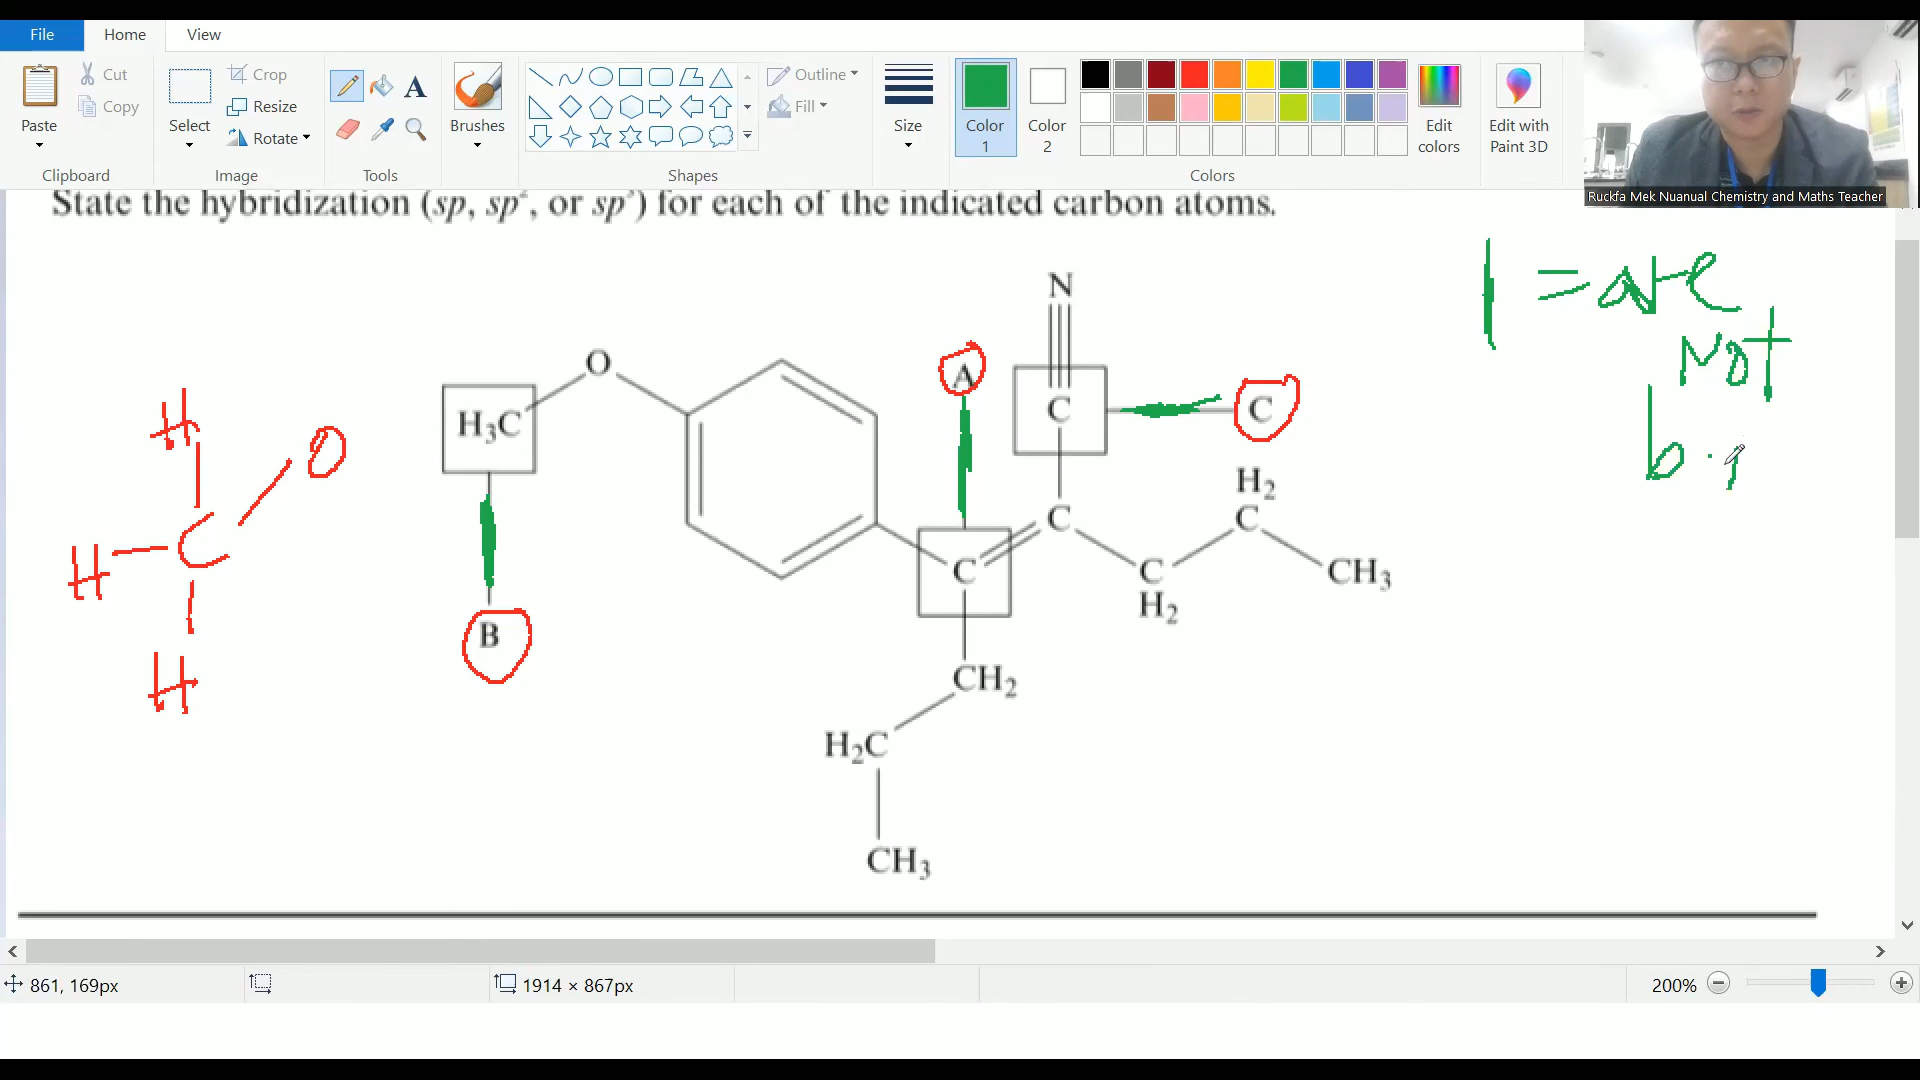 File Home View
Paste
Cut
Copy
Clipboard
Select
Crop
Resize
Rotate
Image
Tools
Brushes
Outline
Fill
Shapes
Size
Color 1
Color 2
Edit colors
Edit with Paint 3D
Colors
Ruckfa Mek Nuanual Chemistry and Maths Teacher
State the hybridization (sp, sp², or sp³) for each of the indicated carbon atoms.
N
= are
Not
b
O
A
H₃C
C
C
H
O
H₂
C
C
H
C
C
C
CH₃
H₂
B
H
CH₂
H₂C
CH₃
861, 169px
1914 × 867px
200%